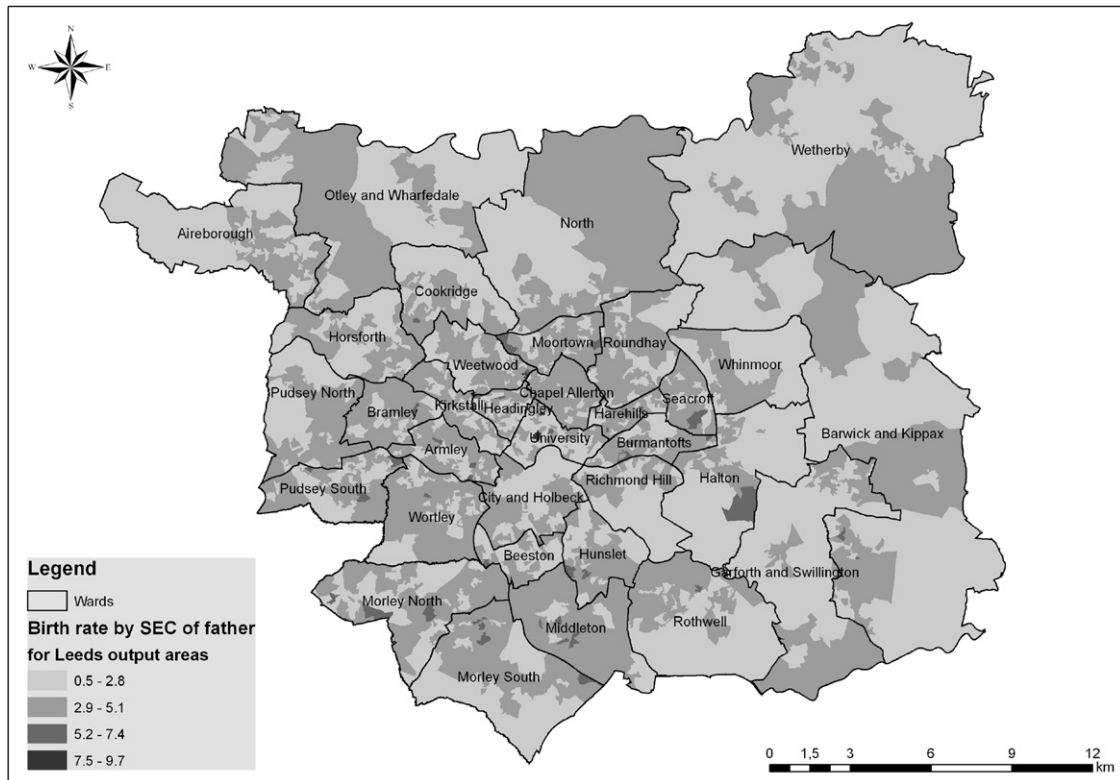 N
W E
S
Wetherby
Otley and Wharfedale
North
Aireborough
Cookridge
Horsforth
Moortown
Roundhay
Weetwood
Whinmoor
Pudsey North
Chapel Allerton
Seacroft
Bramley
Kirkstall
Headingley
Harehills
University
Burmantofts
Barwick and Kippax
Armley
Pudsey South
City and Holbeck
Richmond Hill
Halton
Wortley
Beeston
Hunslet
Garforth and Swillington
Morley North
Middleton
Rothwell
Morley South
Legend
Wards
Birth rate by SEC of father
for Leeds output areas
0.5 - 2.8
2.9 - 5.1
5.2 - 7.4
7.5 - 9.7
0 1,5 3 6 9 12
km